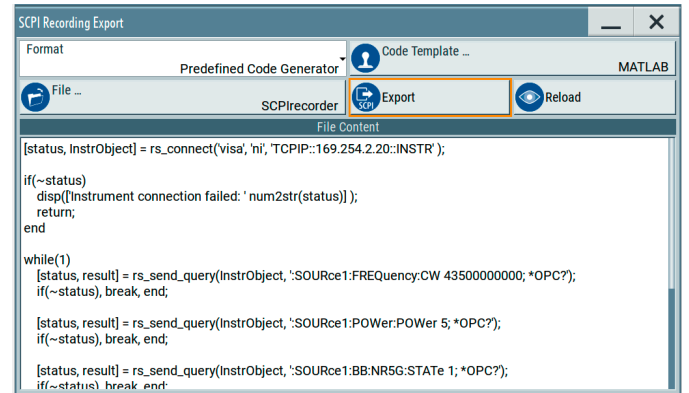 SCPI Recording Export
Format
Predefined Code Generator
Code Template ...
MATLAB
File ...
SCPIrecorder
SCPI
Export
Reload
File Content
[status, InstrObject] = rs_connect('visa', 'ni', 'TCPIP::169.254.2.20::INSTR' );
if(~status)
disp(['Instrument connection failed: ' num2str(status)] );
return;
end
while(1)
[status, result] = rs_send_query(InstrObject, ':SOURce1:FREQuency:CW 43500000000; *OPC?');
if(~status), break, end;
[status, result] = rs_send_query(InstrObject, ':SOURce1:POWer:POWer 5; *OPC?');
if(~status), break, end;
[status, result] = rs_send_query(InstrObject, ':SOURce1:BB:NR5G:STATe 1; *OPC?');
if(~status), break, end;